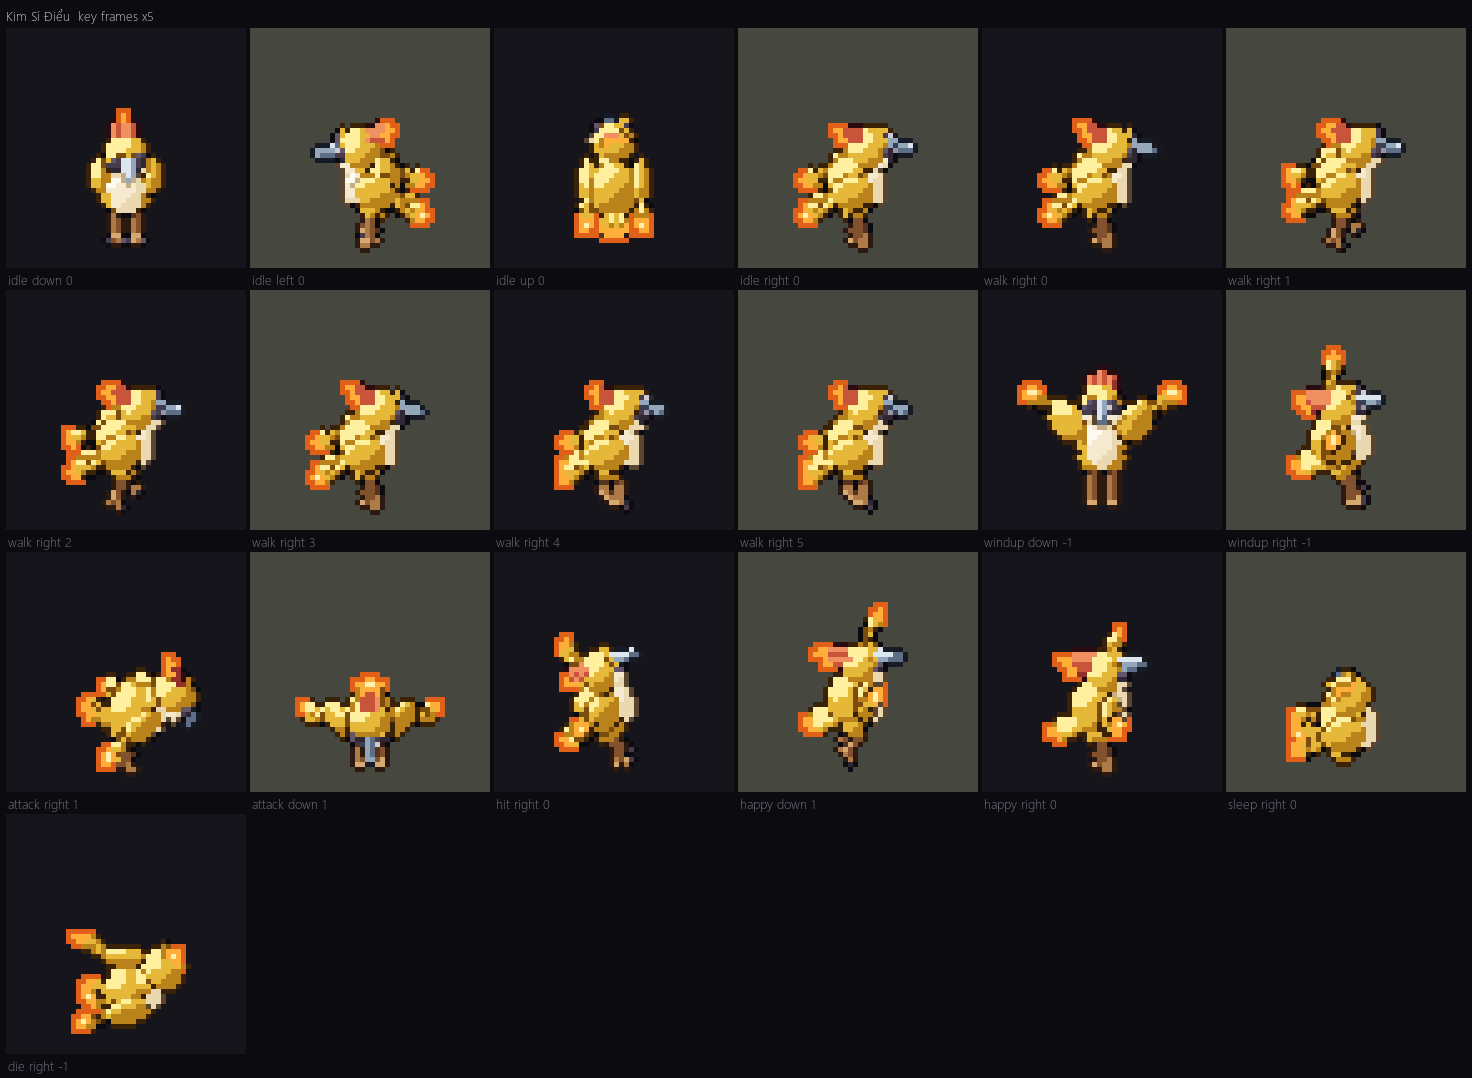 Kim Sí Điểu key frames x5
idle down 0
idle left 0
idle up 0
idle right 0
walk right 0
walk right 1
walk right 2
walk right 3
walk right 4
walk right 5
windup down -1
windup right -1
attack right 1
attack down 1
hit right 0
happy down 1
happy right 0
sleep right 0
die right -1